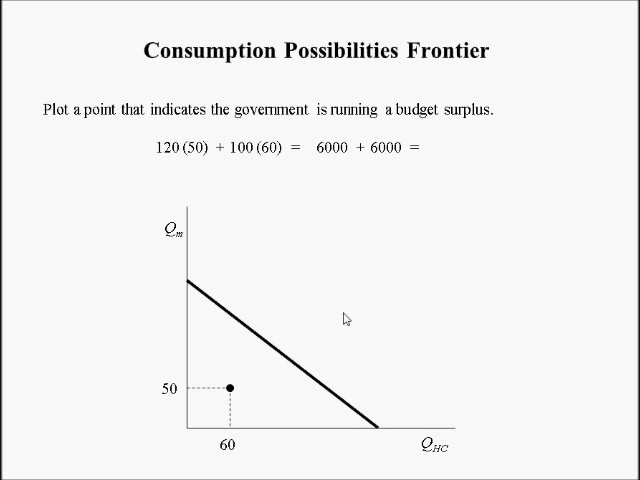 Consumption Possibilities Frontier
Plot a point that indicates the government is running a budget surplus.
120 (50) + 100 (60) = 6000 + 6000 =
Qm
50
60
QHC